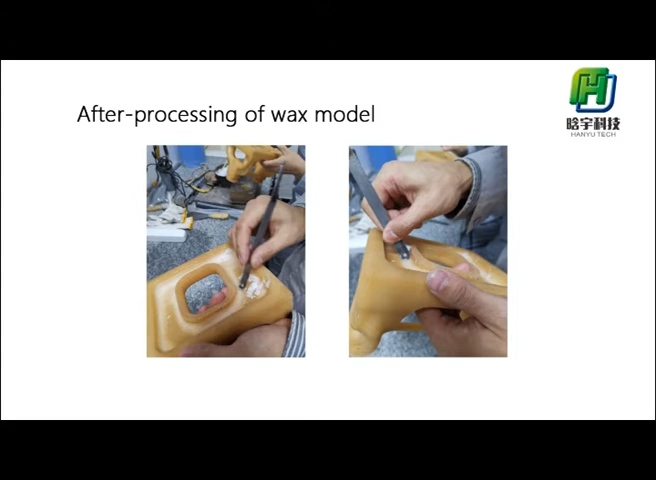 After-processing of wax model
晗宇科技
HANYU TECH